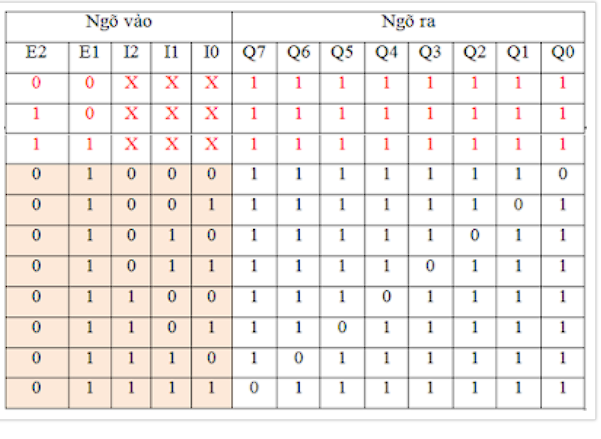 Ngõ vào Ngõ ra
E2 E1 I2 I1 I0 Q7 Q6 Q5 Q4 Q3 Q2 Q1 Q0
0 0 X X X 1 1 1 1 1 1 1 1
1 0 X X X 1 1 1 1 1 1 1 1
1 1 X X X 1 1 1 1 1 1 1 1
0 1 0 0 0 1 1 1 1 1 1 1 0
0 1 0 0 1 1 1 1 1 1 1 0 1
0 1 0 1 0 1 1 1 1 1 0 1 1
0 1 0 1 1 1 1 1 1 0 1 1 1
0 1 1 0 0 1 1 1 0 1 1 1 1
0 1 1 0 1 1 1 0 1 1 1 1 1
0 1 1 1 0 1 0 1 1 1 1 1 1
0 1 1 1 1 0 1 1 1 1 1 1 1